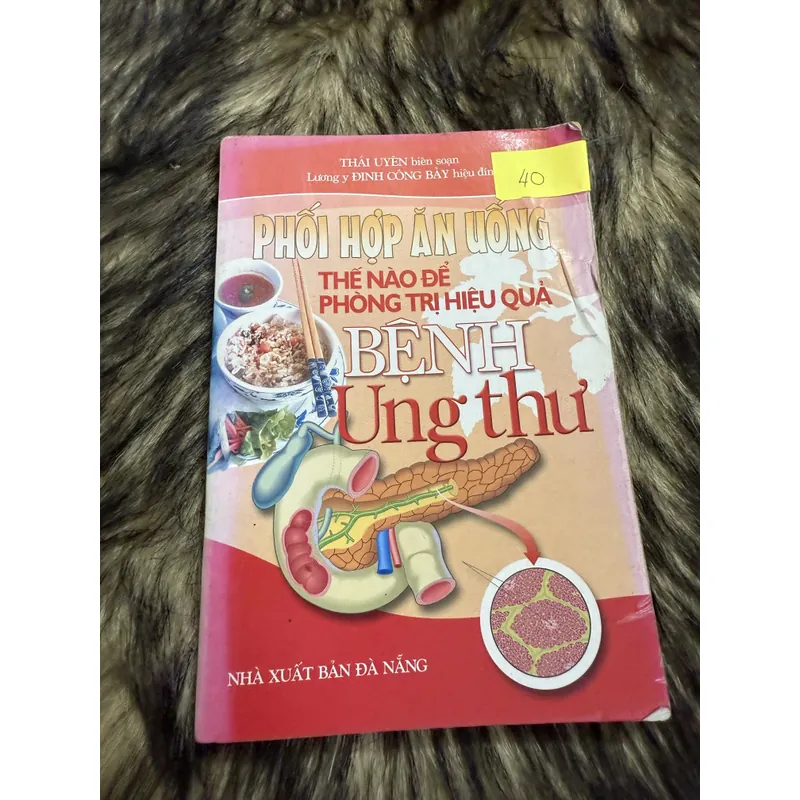 THÁI UYÊN biên soạn
Lương y ĐINH CÔNG BẢY hiệu
40
PHỐI HỢP ĂN UỐNG
THẾ NÀO ĐỂ
PHÒNG TRỊ HIỆU QUẢ
BỆNH
Ung thư
NHÀ XUẤT BẢN ĐÀ NẴNG